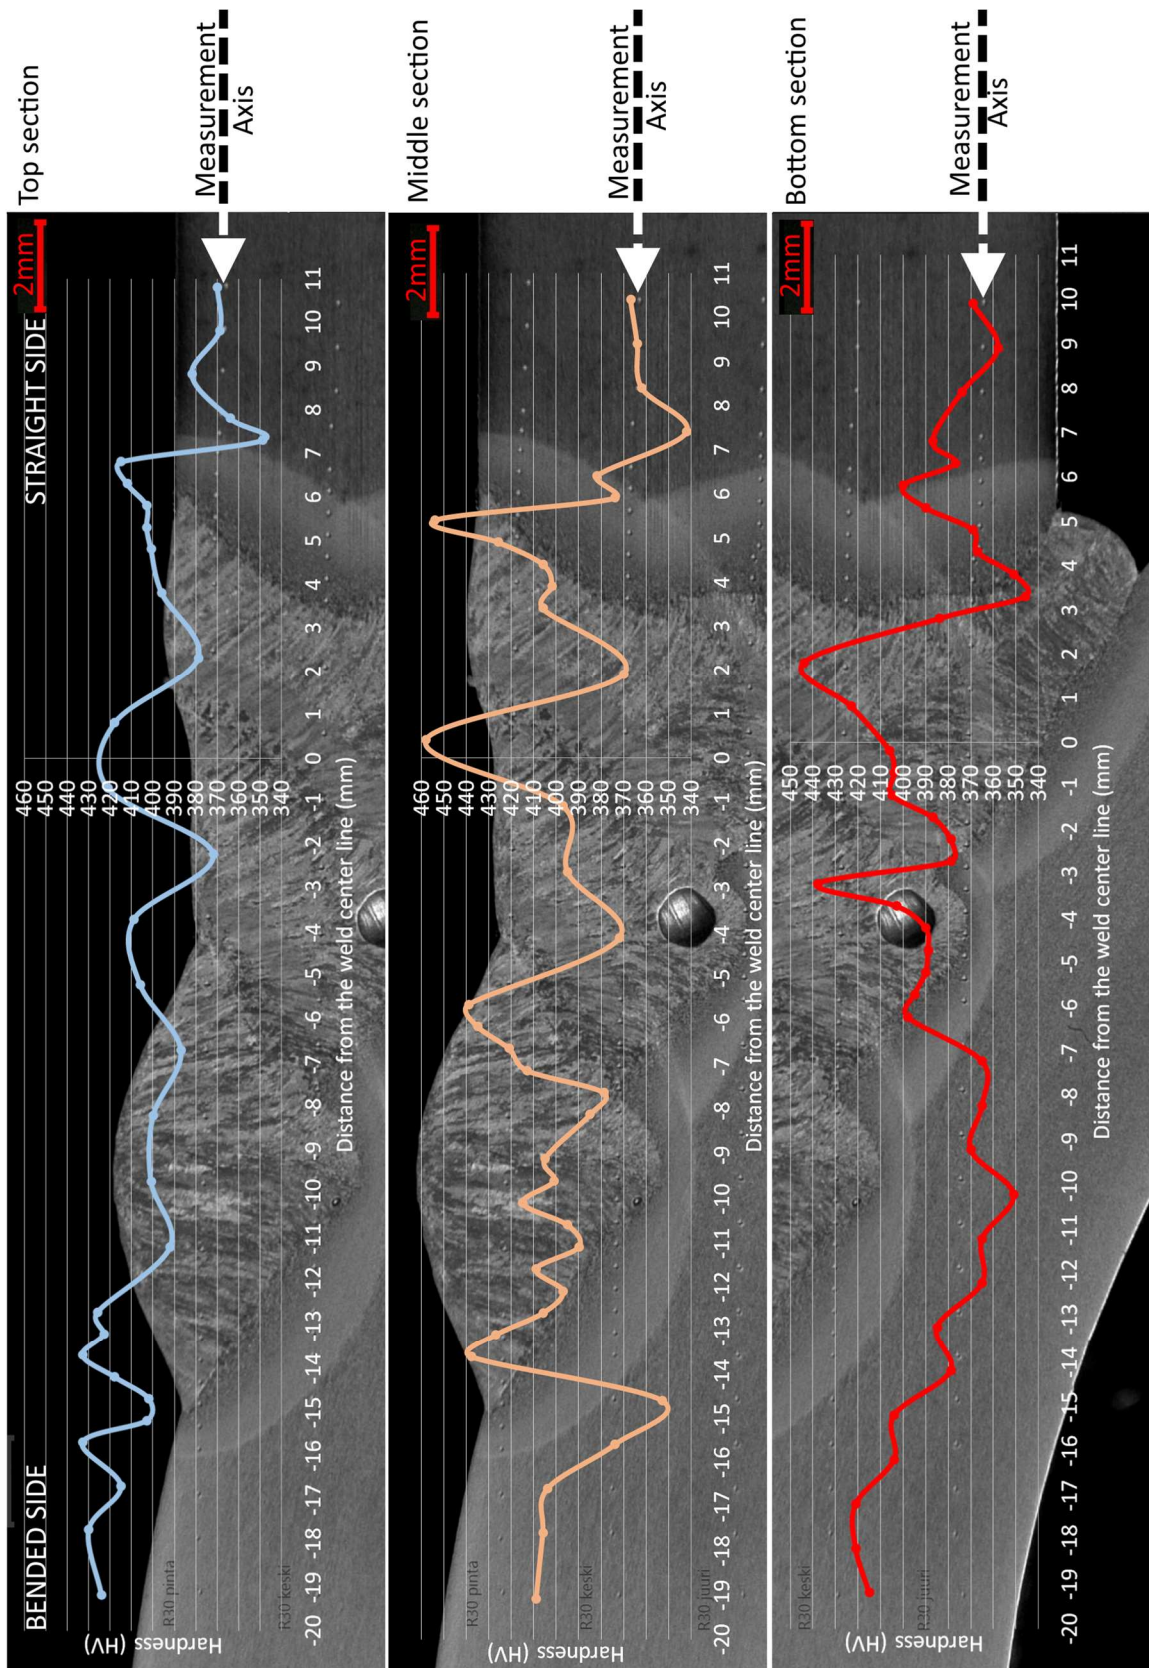 Top section
BENDED SIDE
STRAIGHT SIDE
2mm
Hardness (HV)
460
450
440
430
420
410
400
390
380
370
360
350
340
R30 pinta
R30 keski
Measurement
Axis
-20 -19 -18 -17 -16 -15 -14 -13 -12 -11 -10 -9 -8 -7 -6 -5 -4 -3 -2 -1 0 1 2 3 4 5 6 7 8 9 10 11
Distance from the weld center line (mm)
Middle section
2mm
Hardness (HV)
460
450
440
430
420
410
400
390
380
370
360
350
340
R30 pinta
R30 keski
R30 juuri
Measurement
Axis
-20 -19 -18 -17 -16 -15 -14 -13 -12 -11 -10 -9 -8 -7 -6 -5 -4 -3 -2 -1 0 1 2 3 4 5 6 7 8 9 10 11
Distance from the weld center line (mm)
Bottom section
2mm
Hardness (HV)
450
440
430
420
410
400
390
380
370
360
350
340
R30 keski
R30 juuri
Measurement
Axis
-20 -19 -18 -17 -16 -15 -14 -13 -12 -11 -10 -9 -8 -7 -6 -5 -4 -3 -2 -1 0 1 2 3 4 5 6 7 8 9 10 11
Distance from the weld center line (mm)